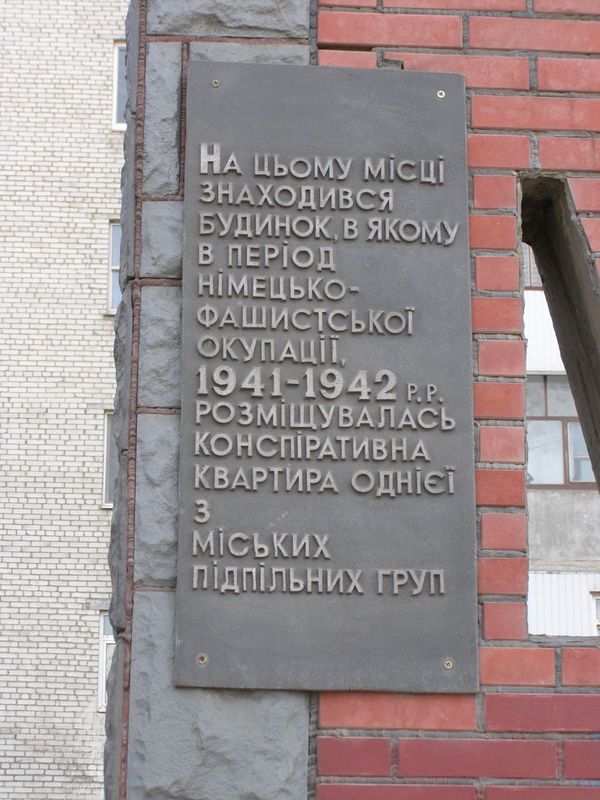 На цьому місці
знаходився
будинок, в якому
в період
німецько-
фашистської
окупації,
1941-1942 р.р.
розміщувалась
конспіративна
квартира однієї
з
міських
підпільних груп